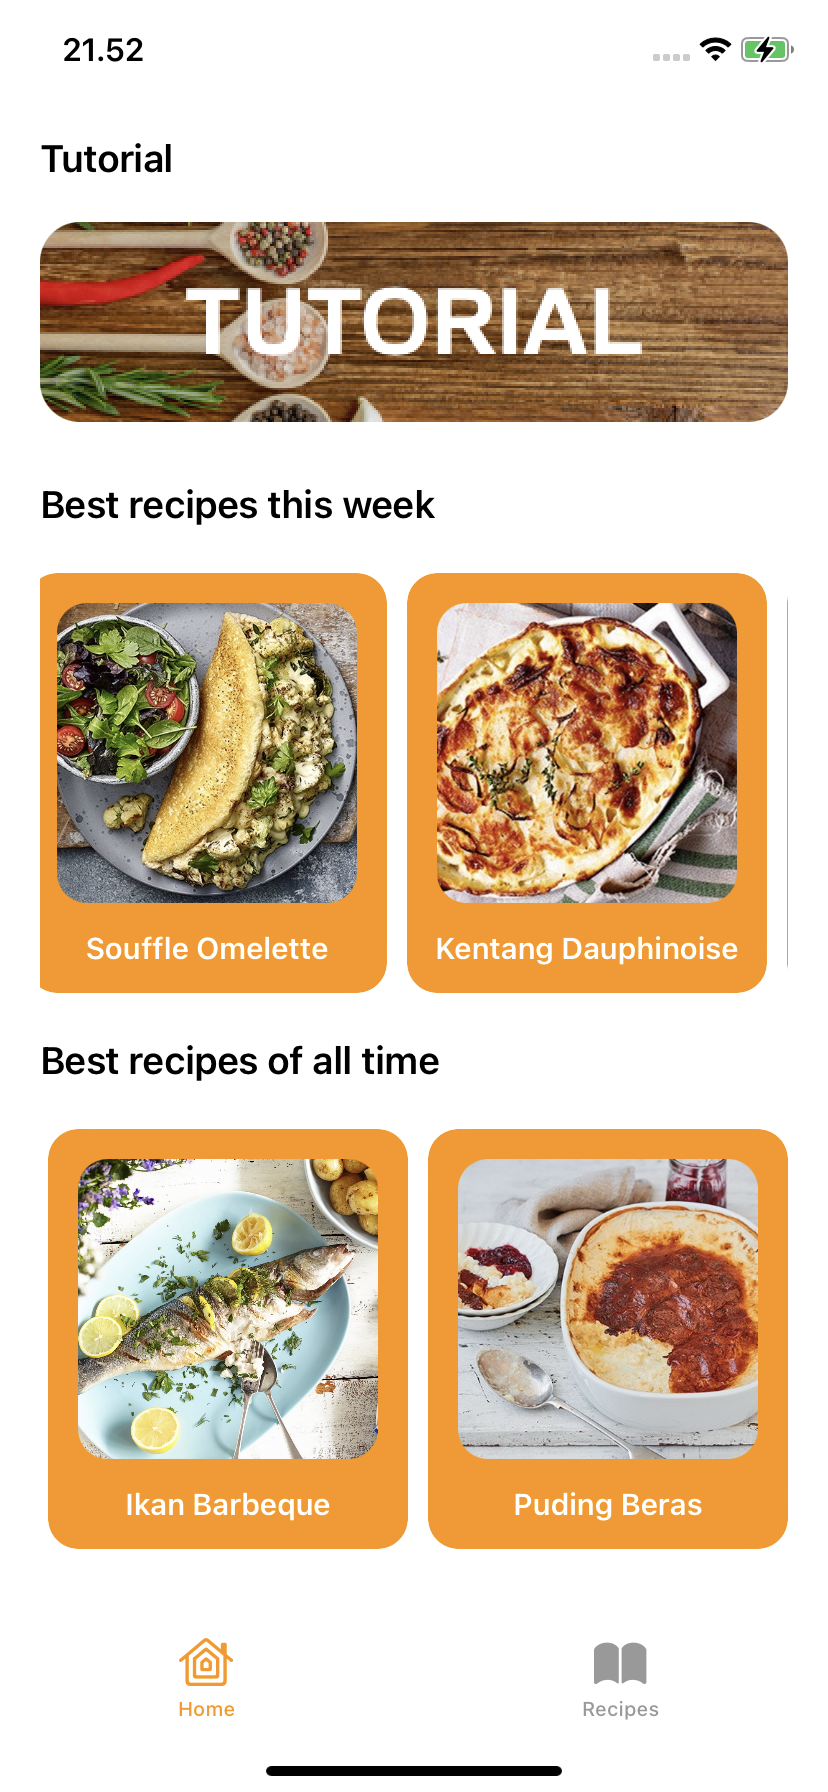 21.52
Tutorial
TUTORIAL
Best recipes this week
Souffle Omelette
Kentang Dauphinoise
Best recipes of all time
Ikan Barbeque
Puding Beras
Home
Recipes